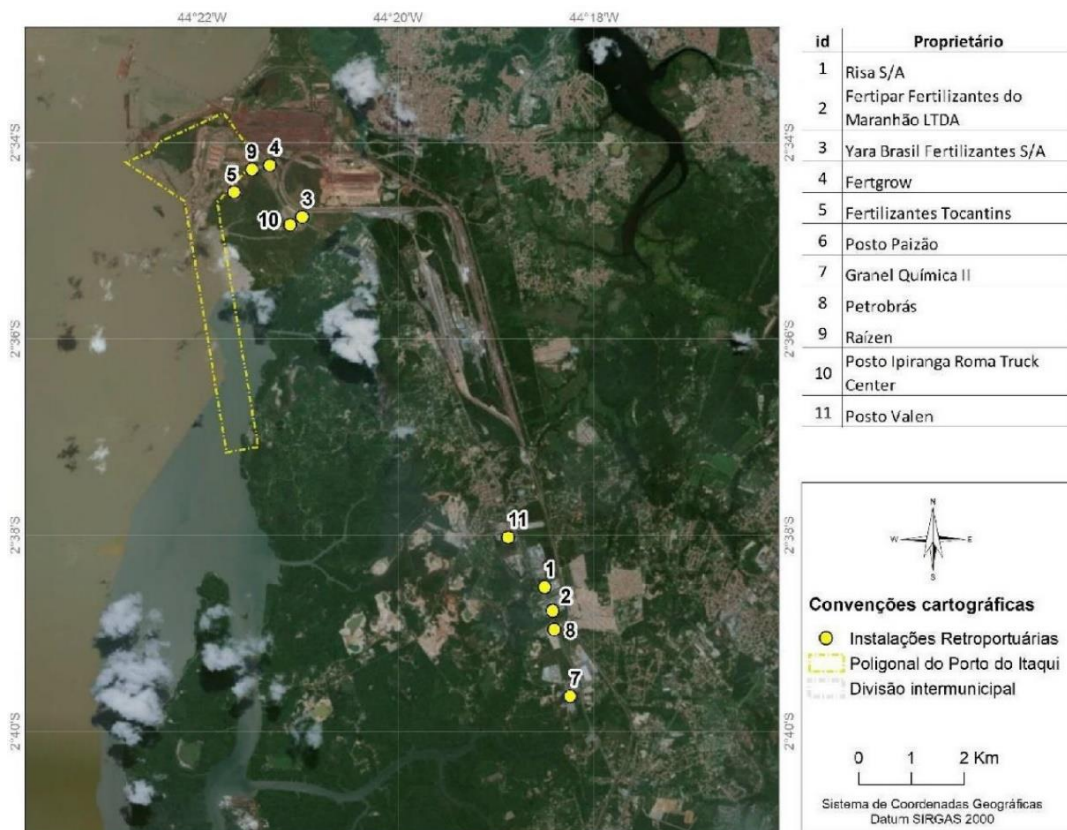 44°22'W
44°20'W
44°18'W
2°34'S
2°36'S
2°38'S
2°40'S
2°34'S
2°36'S
2°38'S
2°40'S
9
4
5
3
10
11
1
2
8
7
id Proprietário
1 Risa S/A
2 Fertipar Fertilizantes do
Maranhão LTDA
3 Yara Brasil Fertilizantes S/A
4 Fertgrow
5 Fertilizantes Tocantins
6 Posto Paizão
7 Granel Química II
8 Petrobrás
9 Raízen
10 Posto Ipiranga Roma Truck
Center
11 Posto Valen
N
W E
S
Convenções cartográficas
Instalações Retroportuárias
Poligonal do Porto do Itaqui
Divisão intermunicipal
0 1 2 Km
Sistema de Coordenadas Geográficas
Datum SIRGAS 2000